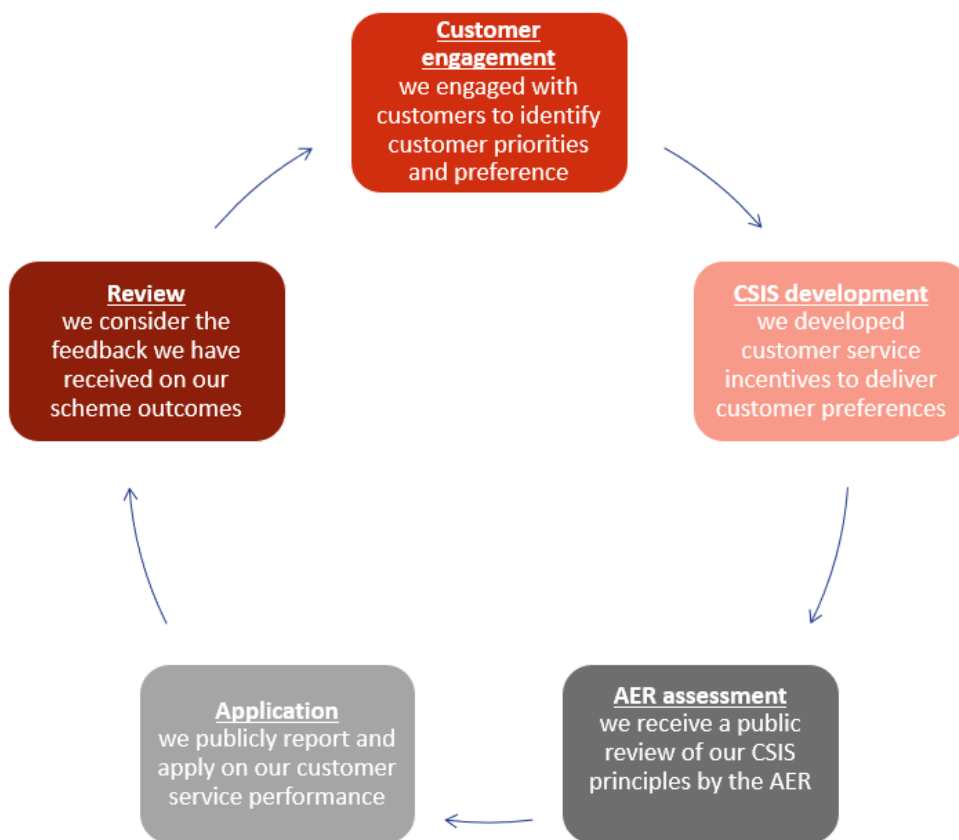 Customer
engagement
we engaged with
customers to identify
customer priorities
and preference
CSIS development
we developed
customer service
incentives to deliver
customer preferences
AER assessment
we receive a public
review of our CSIS
principles by the AER
Application
we publicly report and
apply on our customer
service performance
Review
we consider the
feedback we have
received on our
scheme outcomes